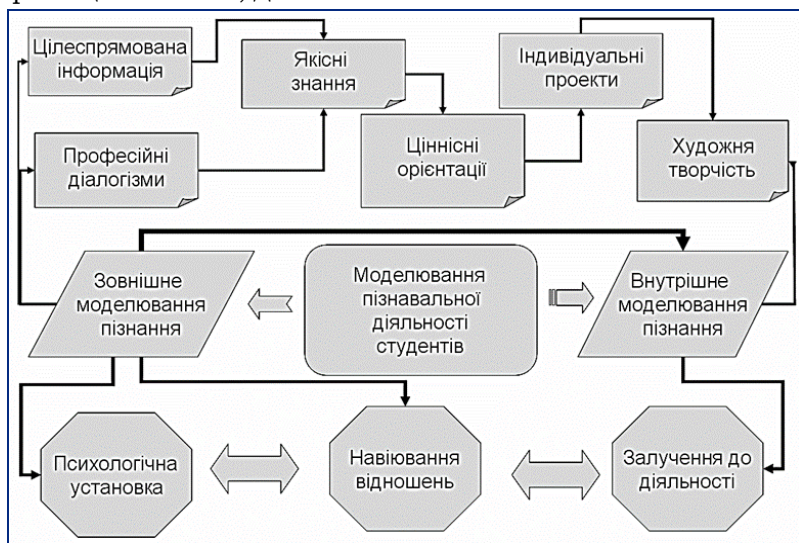 Цілеспрямована
інформація
Якісні
знання
Індивідуальні
проекти
Професійні
діалогізми
Ціннісні
орієнтації
Художня
творчість
Зовнішнє
моделювання
пізнання
Моделювання
пізнавальної
діяльності
студентів
Внутрішнє
моделювання
пізнання
Психологічна
установка
Навіювання
відношень
Залучення до
діяльності